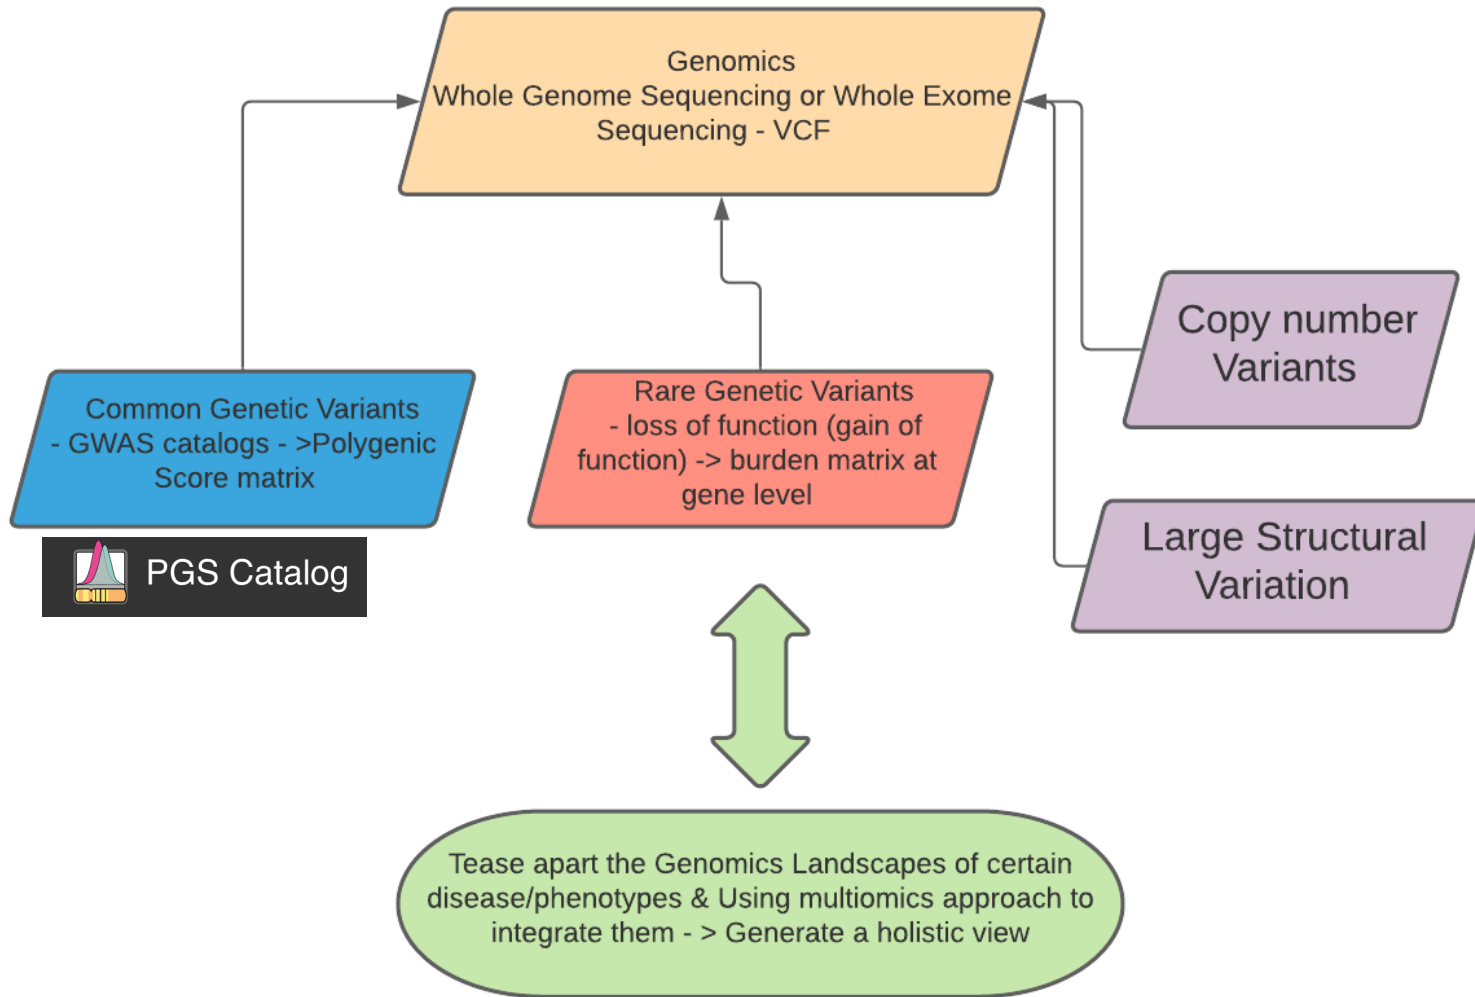 Genomics
Whole Genome Sequencing or Whole Exome
Sequencing - VCF
Copy number
Variants
Common Genetic Variants
- GWAS catalogs - >Polygenic
Score matrix
Rare Genetic Variants
- loss of function (gain of
function) -> burden matrix at
gene level
Large Structural
Variation
PGS Catalog
Tease apart the Genomics Landscapes of certain
disease/phenotypes & Using multiomics approach to
integrate them - > Generate a holistic view